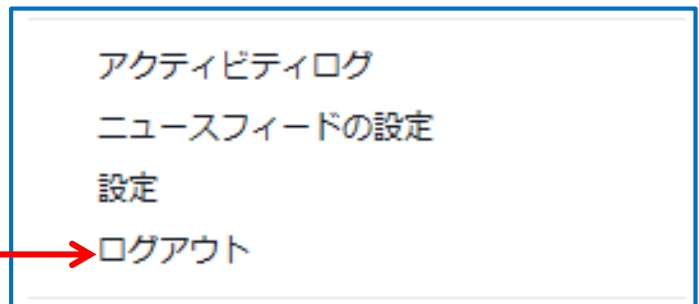 アクティビティログ
ニュースフィードの設定
設定
ログアウト